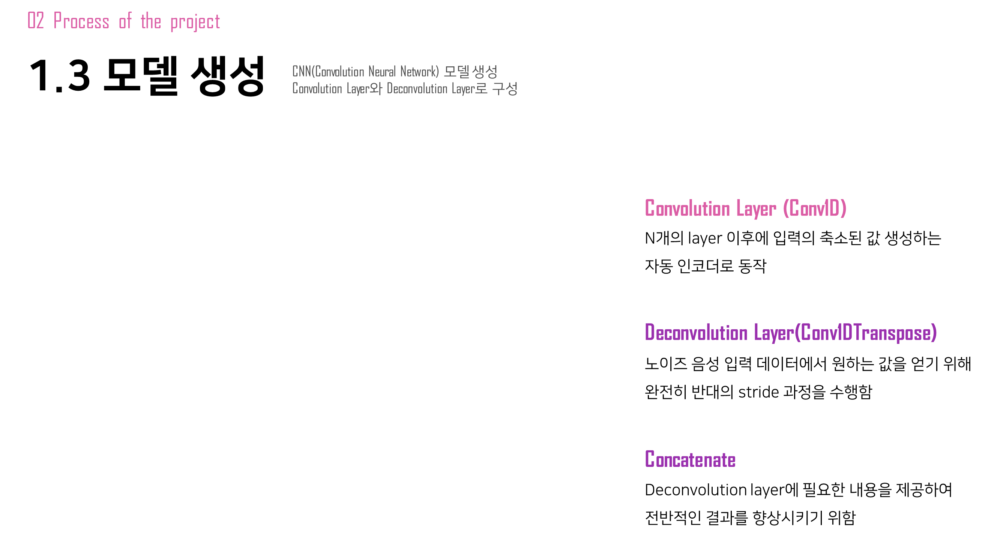 02 Process of the project
1.3 모델 생성
CNN(Convolution Neural Network) 모델 생성
Convolution Layer와 Deconvolution Layer로 구성
Convolution Layer (Conv1D)
N개의 layer 이후에 입력의 축소된 값 생성하는
자동 인코더로 동작
Deconvolution Layer(Conv1DTranspose)
노이즈 음성 입력 데이터에서 원하는 값을 얻기 위해
완전히 반대의 stride 과정을 수행함
Concatenate
Deconvolution layer에 필요한 내용을 제공하여
전반적인 결과를 향상시키기 위함